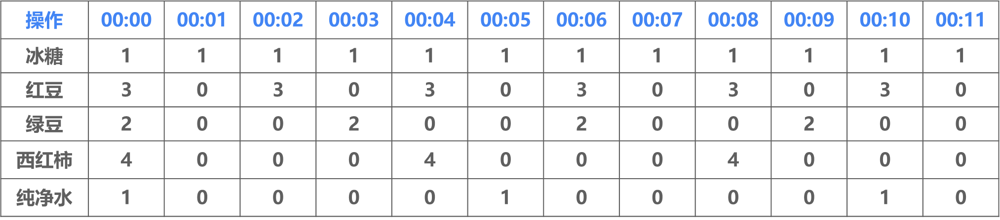 操作 00:00 00:01 00:02 00:03 00:04 00:05 00:06 00:07 00:08 00:09 00:10 00:11
冰糖 1 1 1 1 1 1 1 1 1 1 1 1
红豆 3 0 3 0 3 0 3 0 3 0 3 0
绿豆 2 0 0 2 0 0 2 0 0 2 0 0
西红柿 4 0 0 0 4 0 0 0 4 0 0 0
纯净水 1 0 0 0 0 1 0 0 0 0 1 0